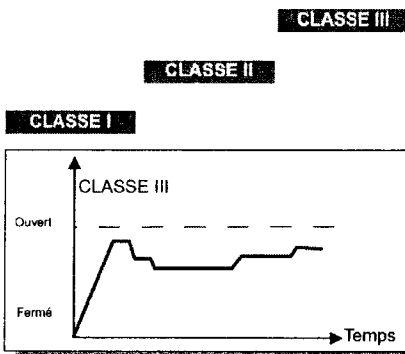 CLASSE III
CLASSE II
CLASSE I
CLASSE III
Ouvert
Fermé
Temps